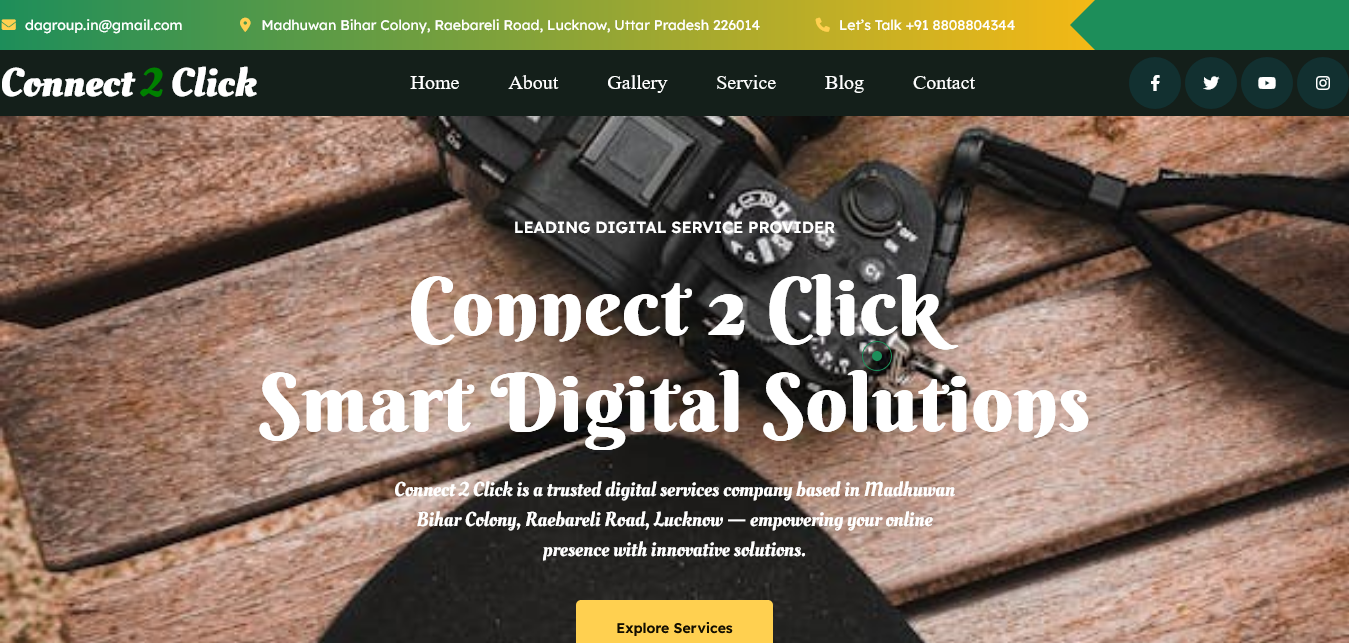 dagroup.in@gmail.com
Madhuwan Bihar Colony, Raebareli Road, Lucknow, Uttar Pradesh 226014
Let's Talk +91 8808804344
Connect 2 Click
Home
About
Gallery
Service
Blog
Contact
LEADING DIGITAL SERVICE PROVIDER
Connect 2 Click
Smart Digital Solutions
Connect 2 Click is a trusted digital services company based in Madhuwan
Bihar Colony, Raebareli Road, Lucknow — empowering your online
presence with innovative solutions.
Explore Services
OFF
C1